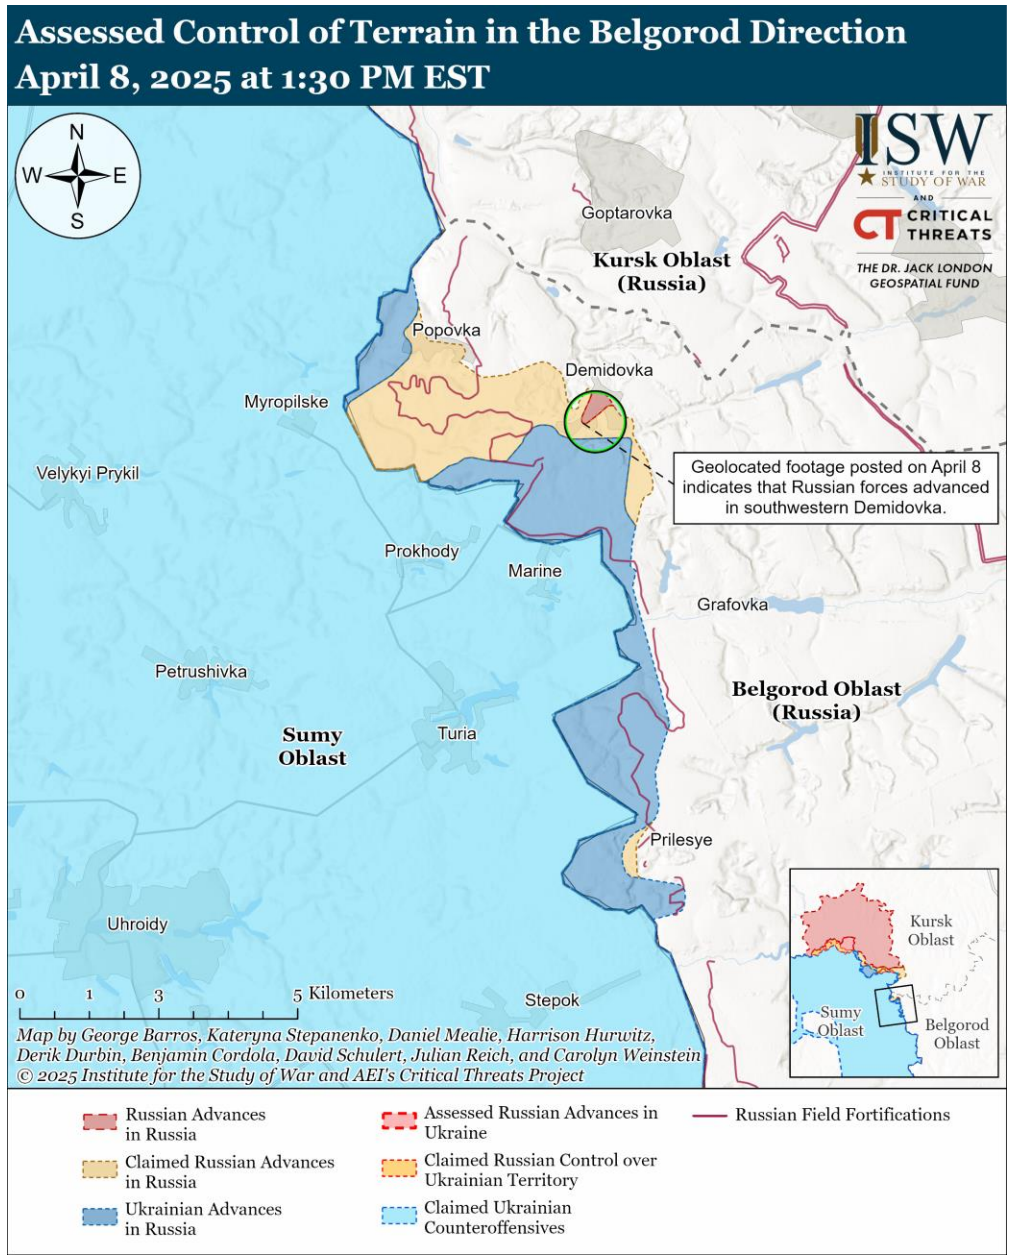 Assessed Control of Terrain in the Belgorod Direction
April 8, 2025 at 1:30 PM EST
N
W E
S
ISW
INSTITUTE FOR THE
STUDY OF WAR
AND
CT CRITICAL
THREATS
THE DR. JACK LONDON
GEOSPATIAL FUND
Goptarovka
Kursk Oblast
(Russia)
Popovka
Demidovka
Myropilske
Velykyi Prykil
Geolocated footage posted on April 8
indicates that Russian forces advanced
in southwestern Demidovka.
Prokhody
Marine
Grafovka
Petrushivka
Belgorod Oblast
(Russia)
Sumy
Oblast
Turia
Prilesye
Uhroidy
Stepok
Kursk
Oblast
Sumy
Oblast
Belgorod
Oblast
0 1 3 5 Kilometers
Map by George Barros, Kateryna Stepanenko, Daniel Mealie, Harrison Hurwitz,
Derik Durbin, Benjamin Cordola, David Schulert, Julian Reich, and Carolyn Weinstein
© 2025 Institute for the Study of War and AEI's Critical Threats Project
Russian Advances
in Russia
Claimed Russian Advances
in Russia
Ukrainian Advances
in Russia
Assessed Russian Advances in
Ukraine
Claimed Russian Control over
Ukrainian Territory
Claimed Ukrainian
Counteroffensives
Russian Field Fortifications